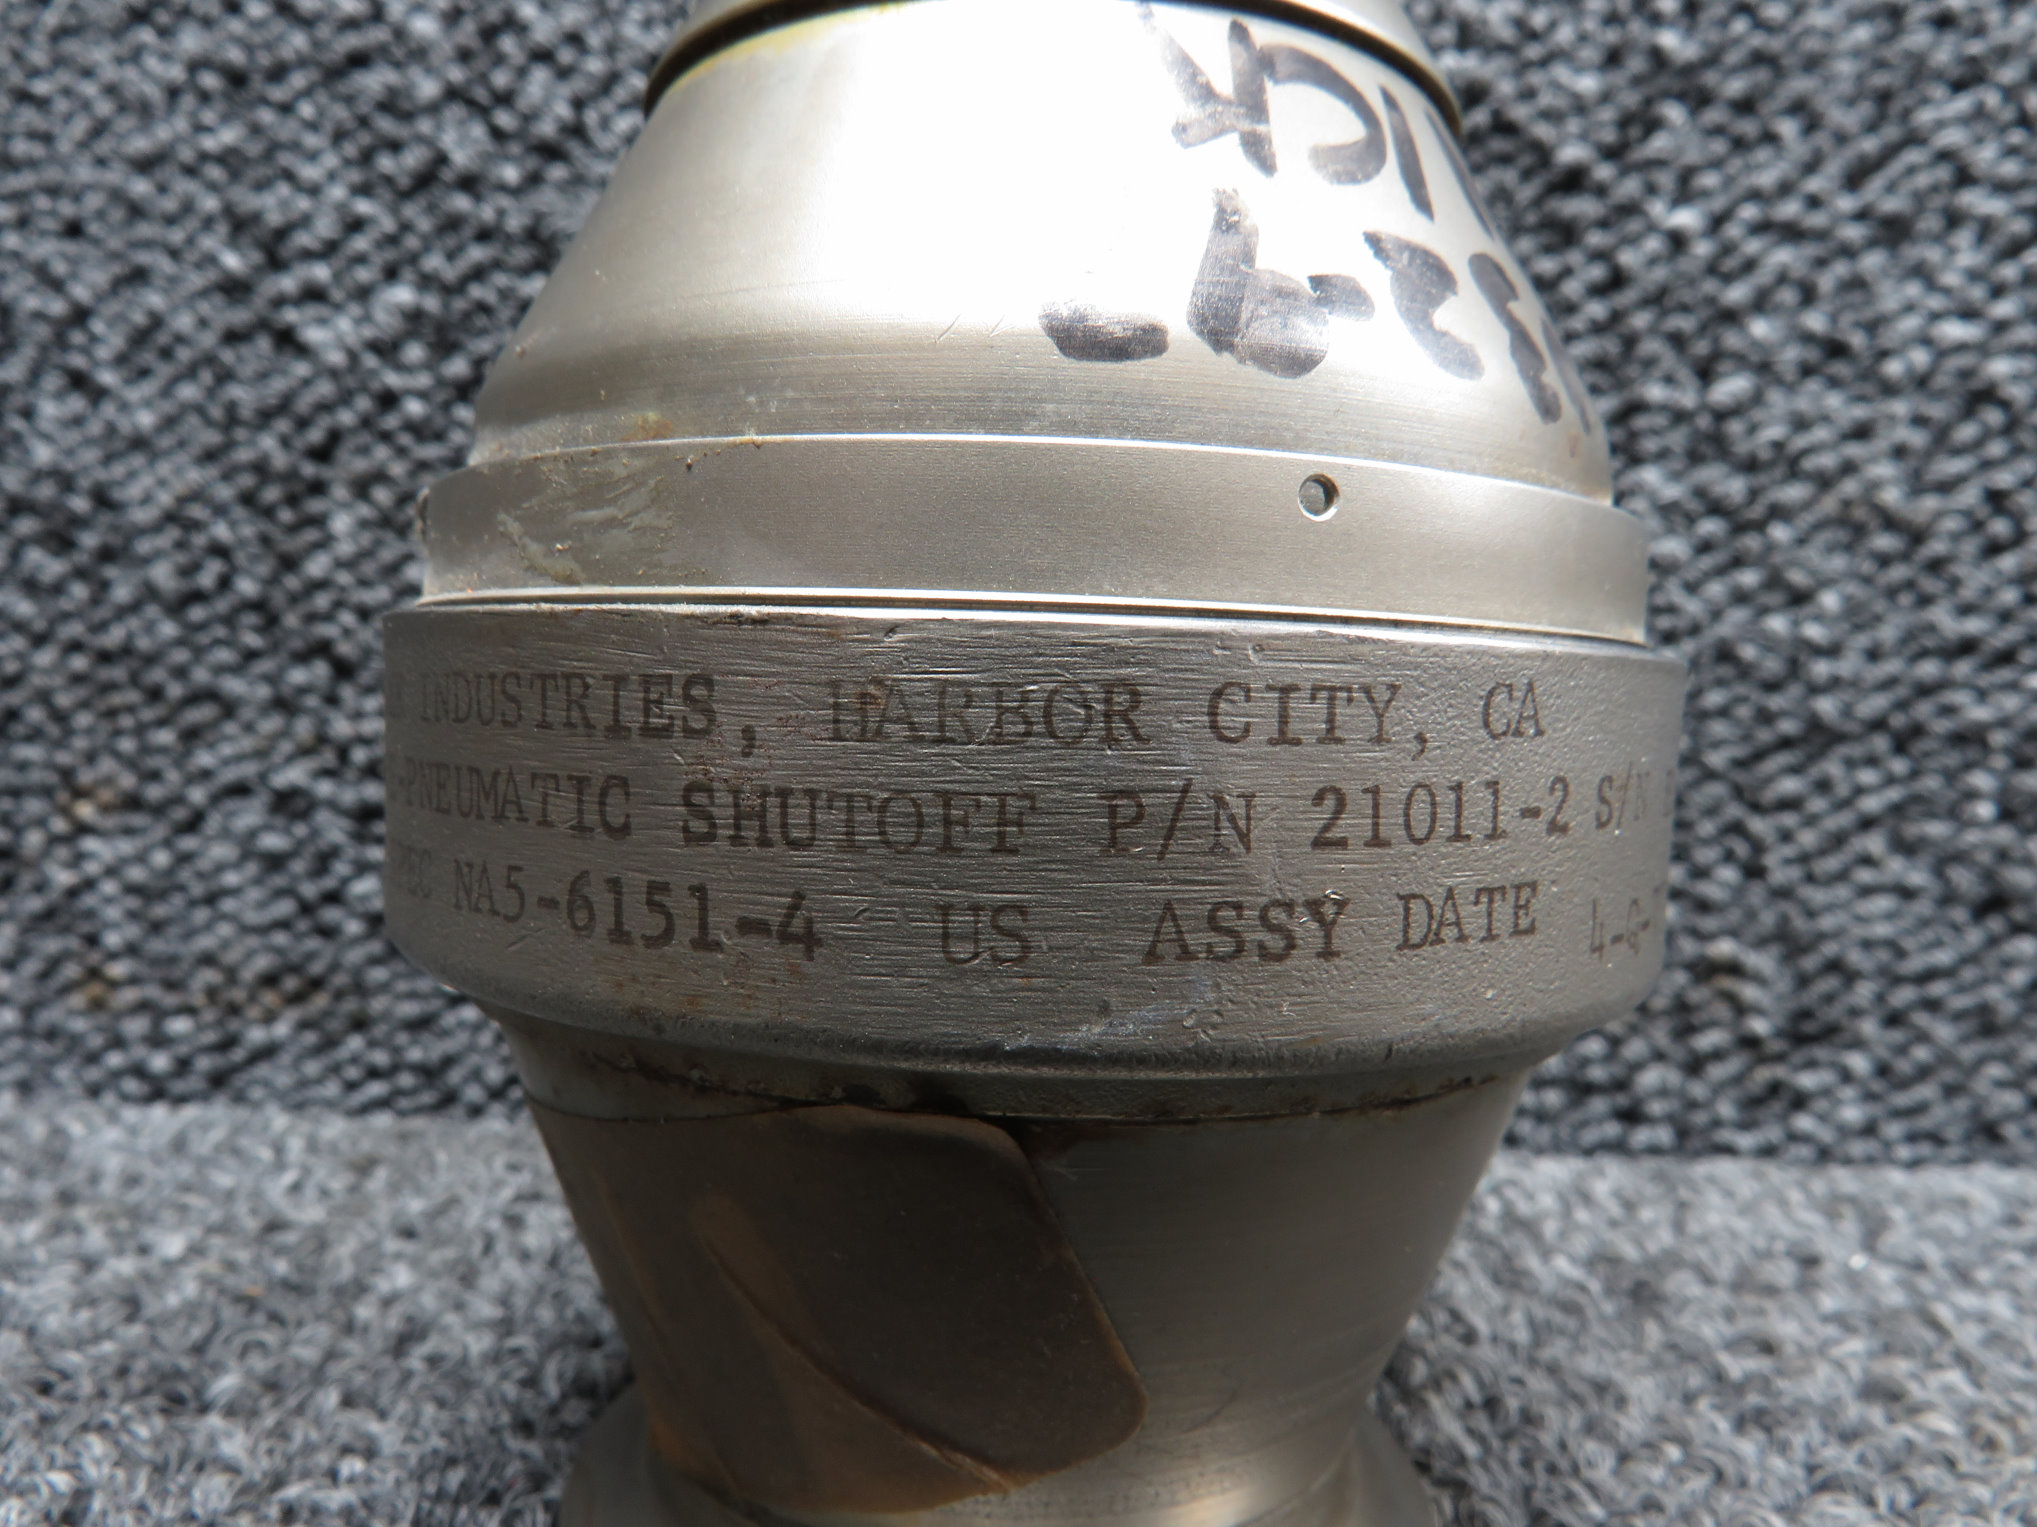 INDUSTRIES, HARBOR CITY, CA
-PNEUMATIC SHUTOFF P/N 21011-2 S/N
NA5-6151-4 US ASSY DATE